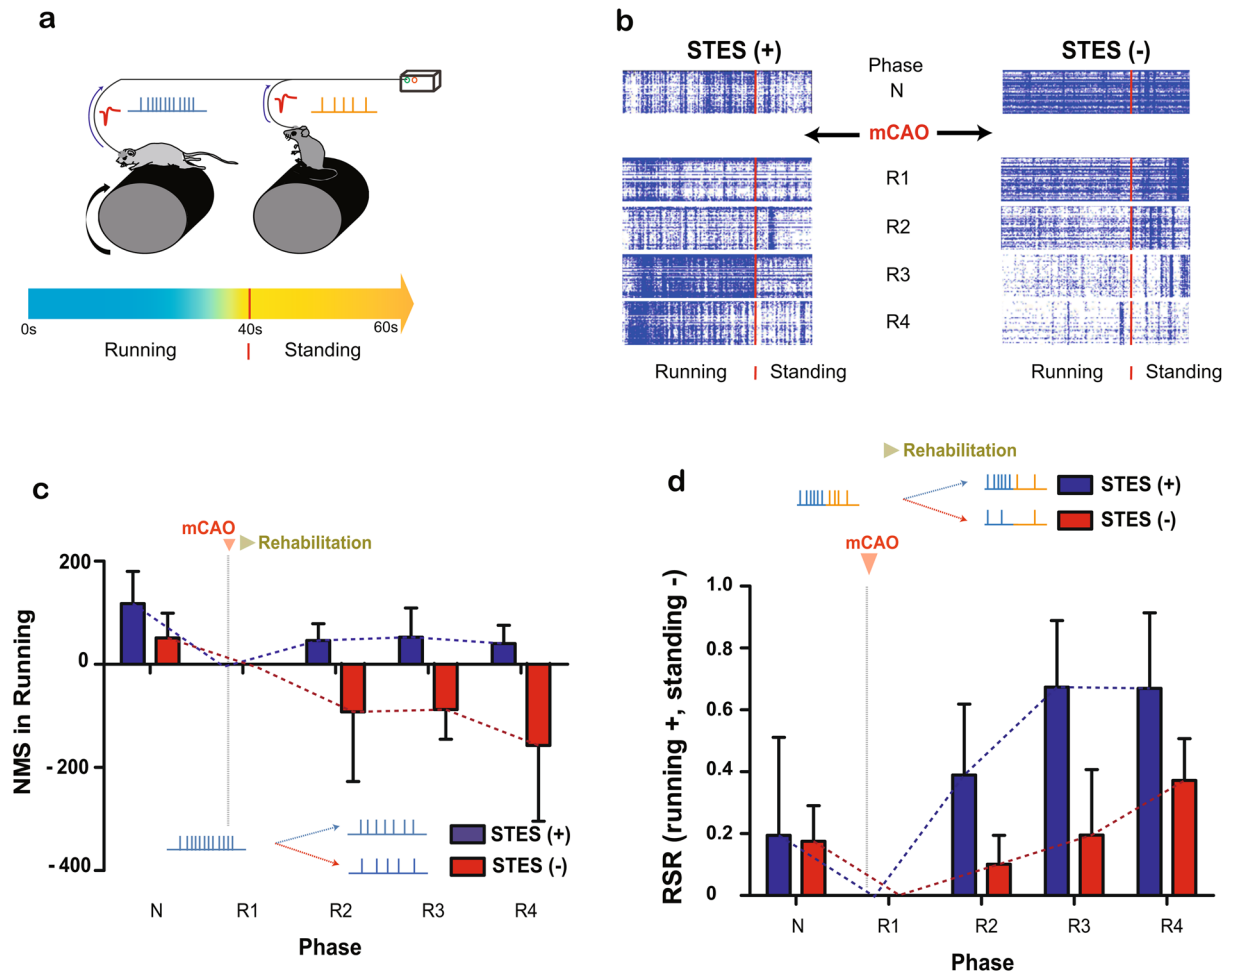 a
0s
40s
60s
Running
Standing
b
STES (+)
STES (-)
Phase
N
mCAO
R1
R2
R3
R4
Running
Standing
Running
Standing
c
mCAO
Rehabilitation
NMS in Running
200
0
- 200
- 400
STES (+)
STES (-)
N
R1
R2
R3
R4
Phase
d
Rehabilitation
STES (+)
STES (-)
mCAO
RSR (running +, standing -)
1.0
0.8
0.6
0.4
0.2
0
N
R1
R2
R3
R4
Phase